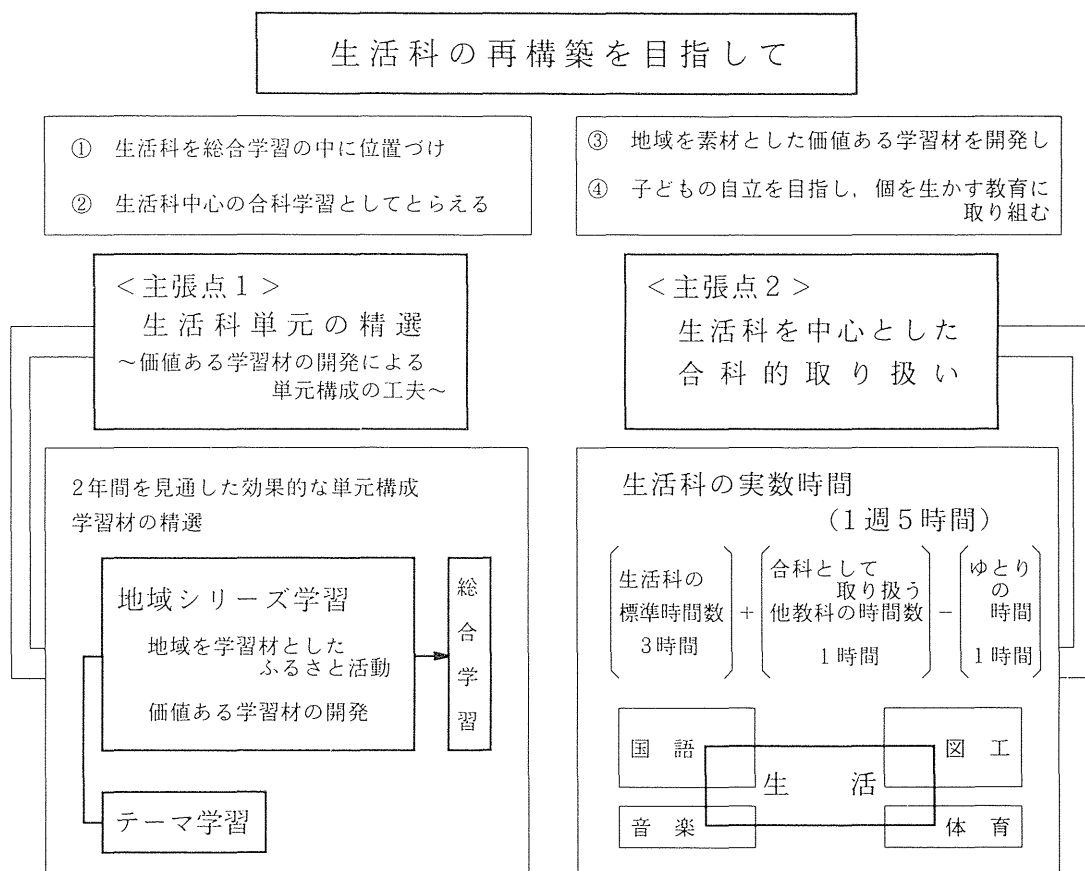 生活科の再構築を目指して
① 生活科を総合学習の中に位置づけ
② 生活科中心の合科学習としてとらえる
③ 地域を素材とした価値ある学習材を開発し
④ 子どもの自立を目指し，個を生かす教育に
取り組む
＜主張点１＞
生活科単元の精選
～価値ある学習材の開発による
単元構成の工夫～
＜主張点２＞
生活科を中心とした
合科的取り扱い
2年間を見通した効果的な単元構成
学習材の精選
地域シリーズ学習
地域を学習材とした
ふるさと活動
価値ある学習材の開発
総合学習
テーマ学習
生活科の実数時間
（１週５時間）
生活科の
標準時間数
3時間
＋
合科として
取り扱う
他教科の時間数
1時間
−
ゆとり
の
時間
1時間
国語
図工
生活
音楽
体育